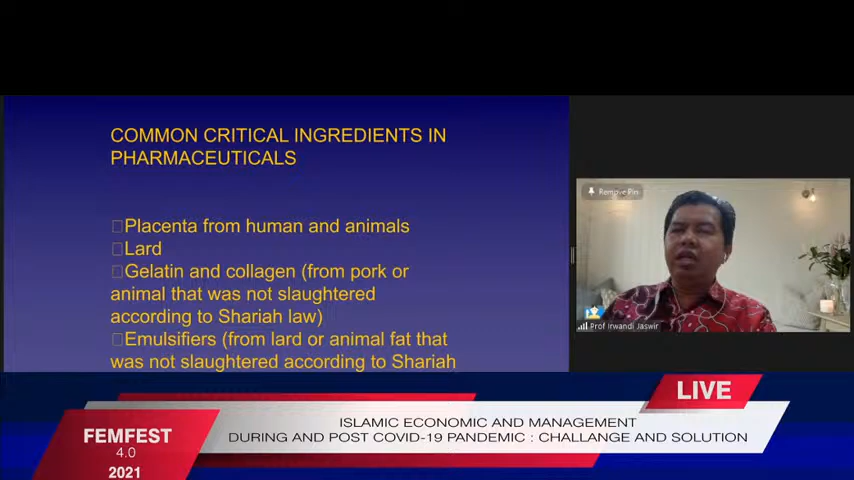 COMMON CRITICAL INGREDIENTS IN
PHARMACEUTICALS
Placenta from human and animals
Lard
Gelatin and collagen (from pork or
animal that was not slaughtered
according to Shariah law)
Emulsifiers (from lard or animal fat that
was not slaughtered according to Shariah
Remove Pin
Prof Irwandi Jaswir
LIVE
FEMFEST
4.0
2021
ISLAMIC ECONOMIC AND MANAGEMENT
DURING AND POST COVID-19 PANDEMIC : CHALLANGE AND SOLUTION